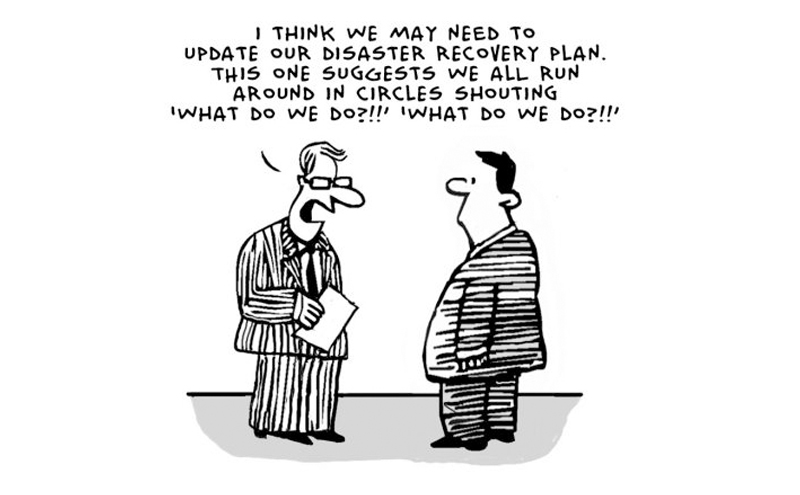 I THINK WE MAY NEED TO
UPDATE OUR DISASTER RECOVERY PLAN.
THIS ONE SUGGESTS WE ALL RUN
AROUND IN CIRCLES SHOUTING
'WHAT DO WE DO?!!' 'WHAT DO WE DO?!!'